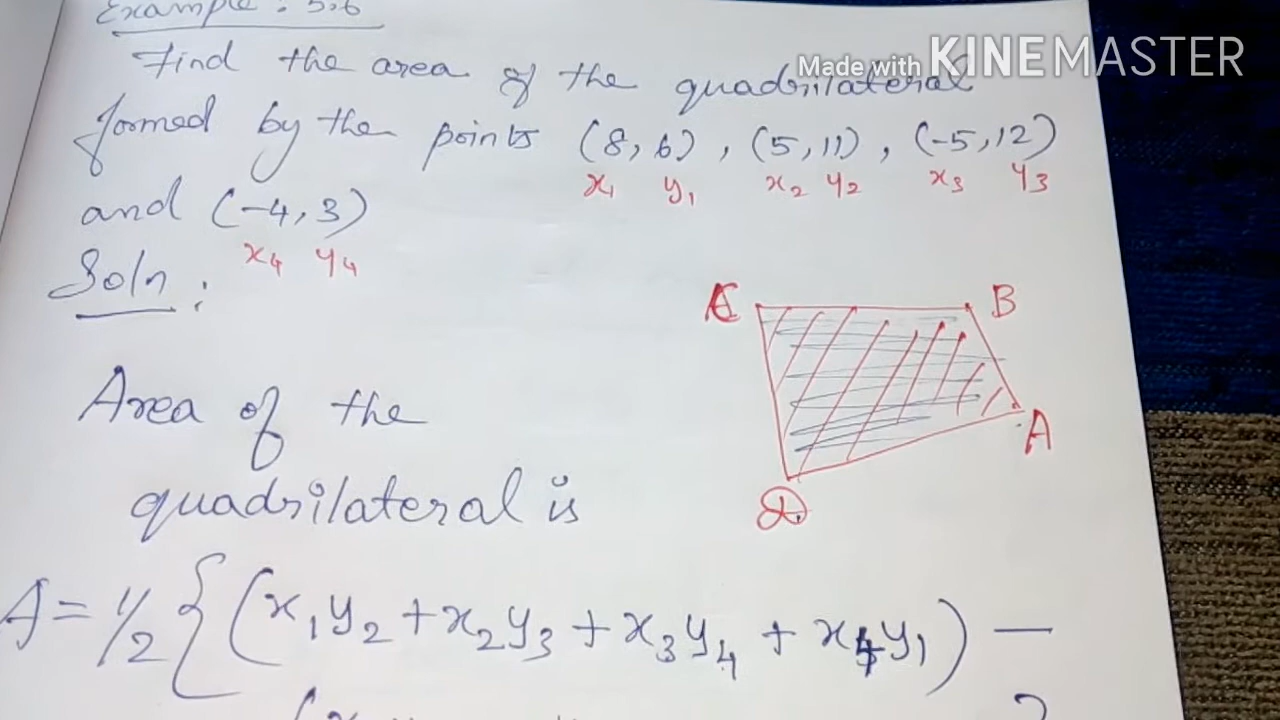 Example : 5.6
Made with KINEMASTER
Find the area of the quadrilateral
formed by the points (8, 6), (5, 11), (-5, 12)
x₁ y₁ x₂ y₂ x₃ y₃
and (-4, 3)
x₄ y₄
Soln :
C B
Area of the
A
quadrilateral is
D
A = 1/2 { (x₁y₂ + x₂y₃ + x₃y₄ + x₄y₁) —